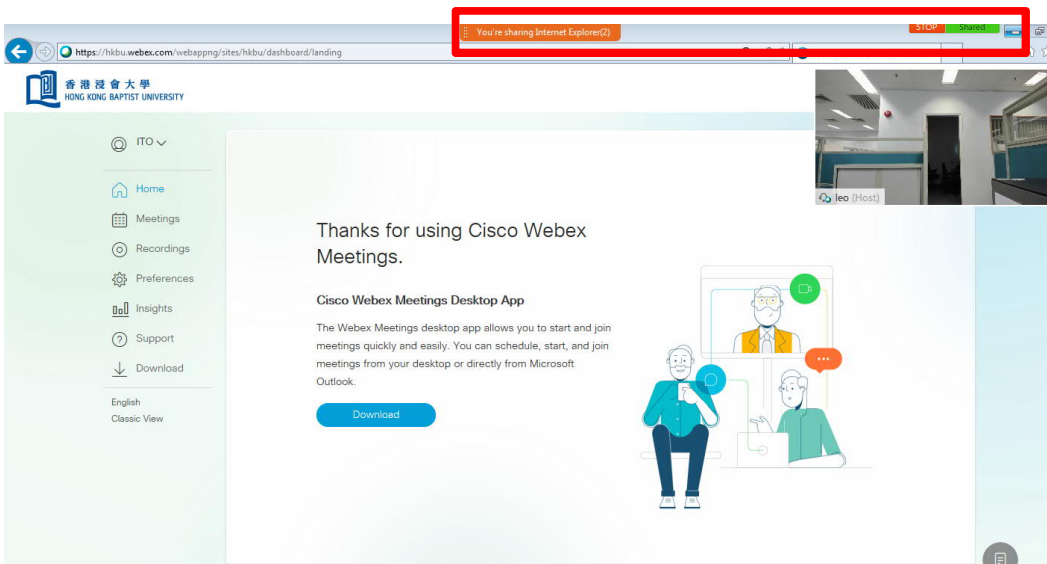 You're sharing Internet Explorer(2)
STOP
Shared
https://hkbu.webex.com/webappng/sites/hkbu/dashboard/landing
香港浸會大學
HONG KONG BAPTIST UNIVERSITY
ITO
leo (Host)
Home
Meetings
Recordings
Preferences
Insights
Support
Download
English
Classic View
Thanks for using Cisco Webex
Meetings.
Cisco Webex Meetings Desktop App
The Webex Meetings desktop app allows you to start and join
meetings quickly and easily. You can schedule, start, and join
meetings from your desktop or directly from Microsoft
Outlook.
Download